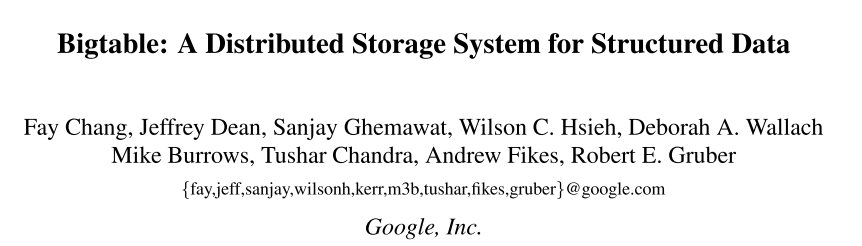 Bigtable: A Distributed Storage System for Structured Data
Fay Chang, Jeffrey Dean, Sanjay Ghemawat, Wilson C. Hsieh, Deborah A. Wallach
Mike Burrows, Tushar Chandra, Andrew Fikes, Robert E. Gruber
{fay,jeff,sanjay,wilsonh,kerr,m3b,tushar,fikes,gruber}@google.com
Google, Inc.